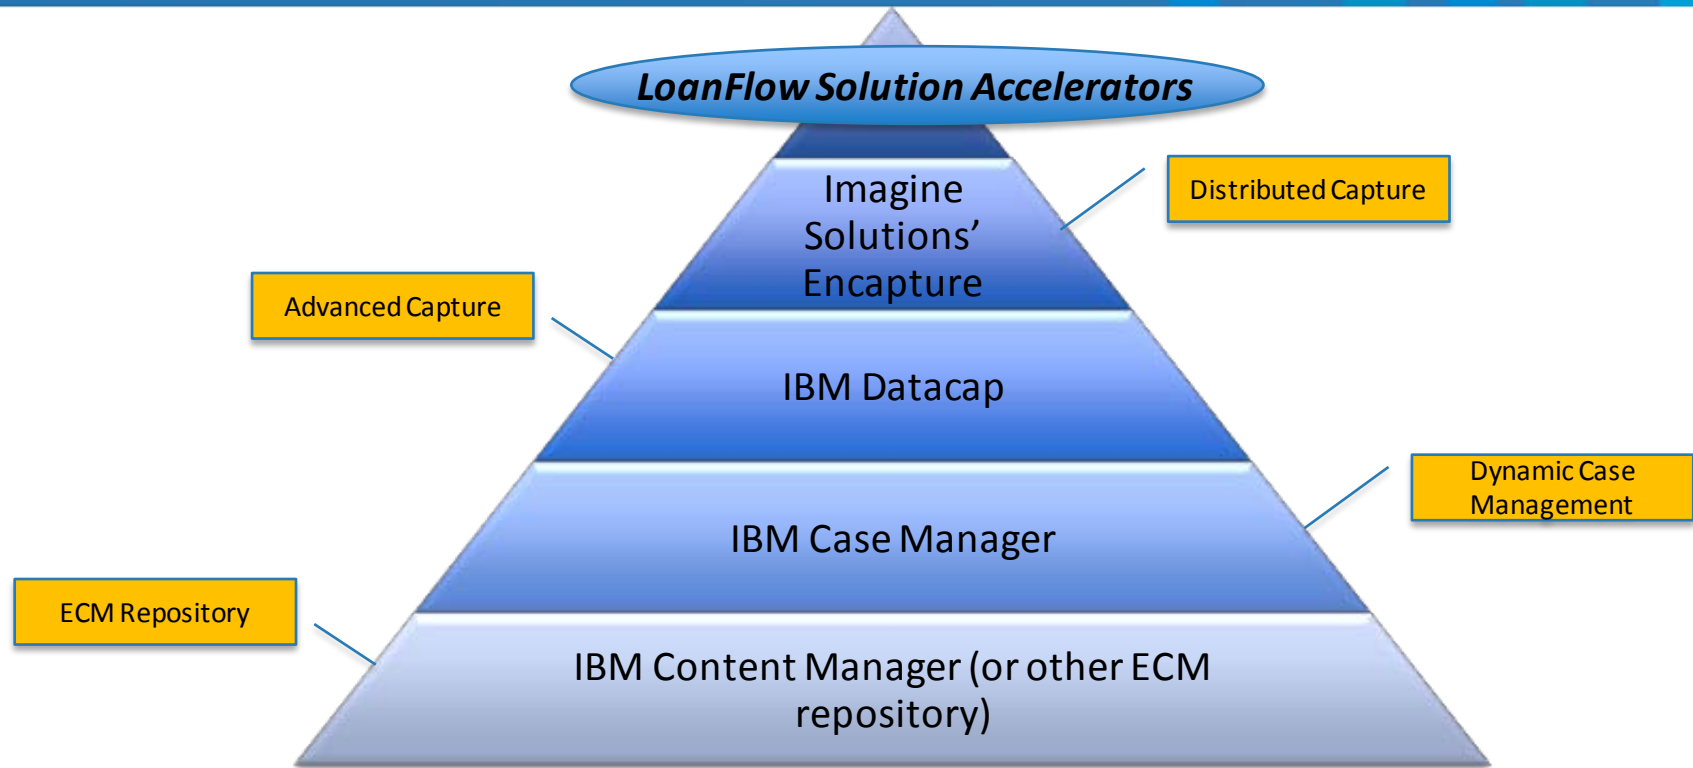 LoanFlow Solution Accelerators
Imagine
Solutions’
Encapture
Distributed Capture
Advanced Capture
IBM Datacap
Dynamic Case
Management
IBM Case Manager
ECM Repository
IBM Content Manager (or other ECM
repository)